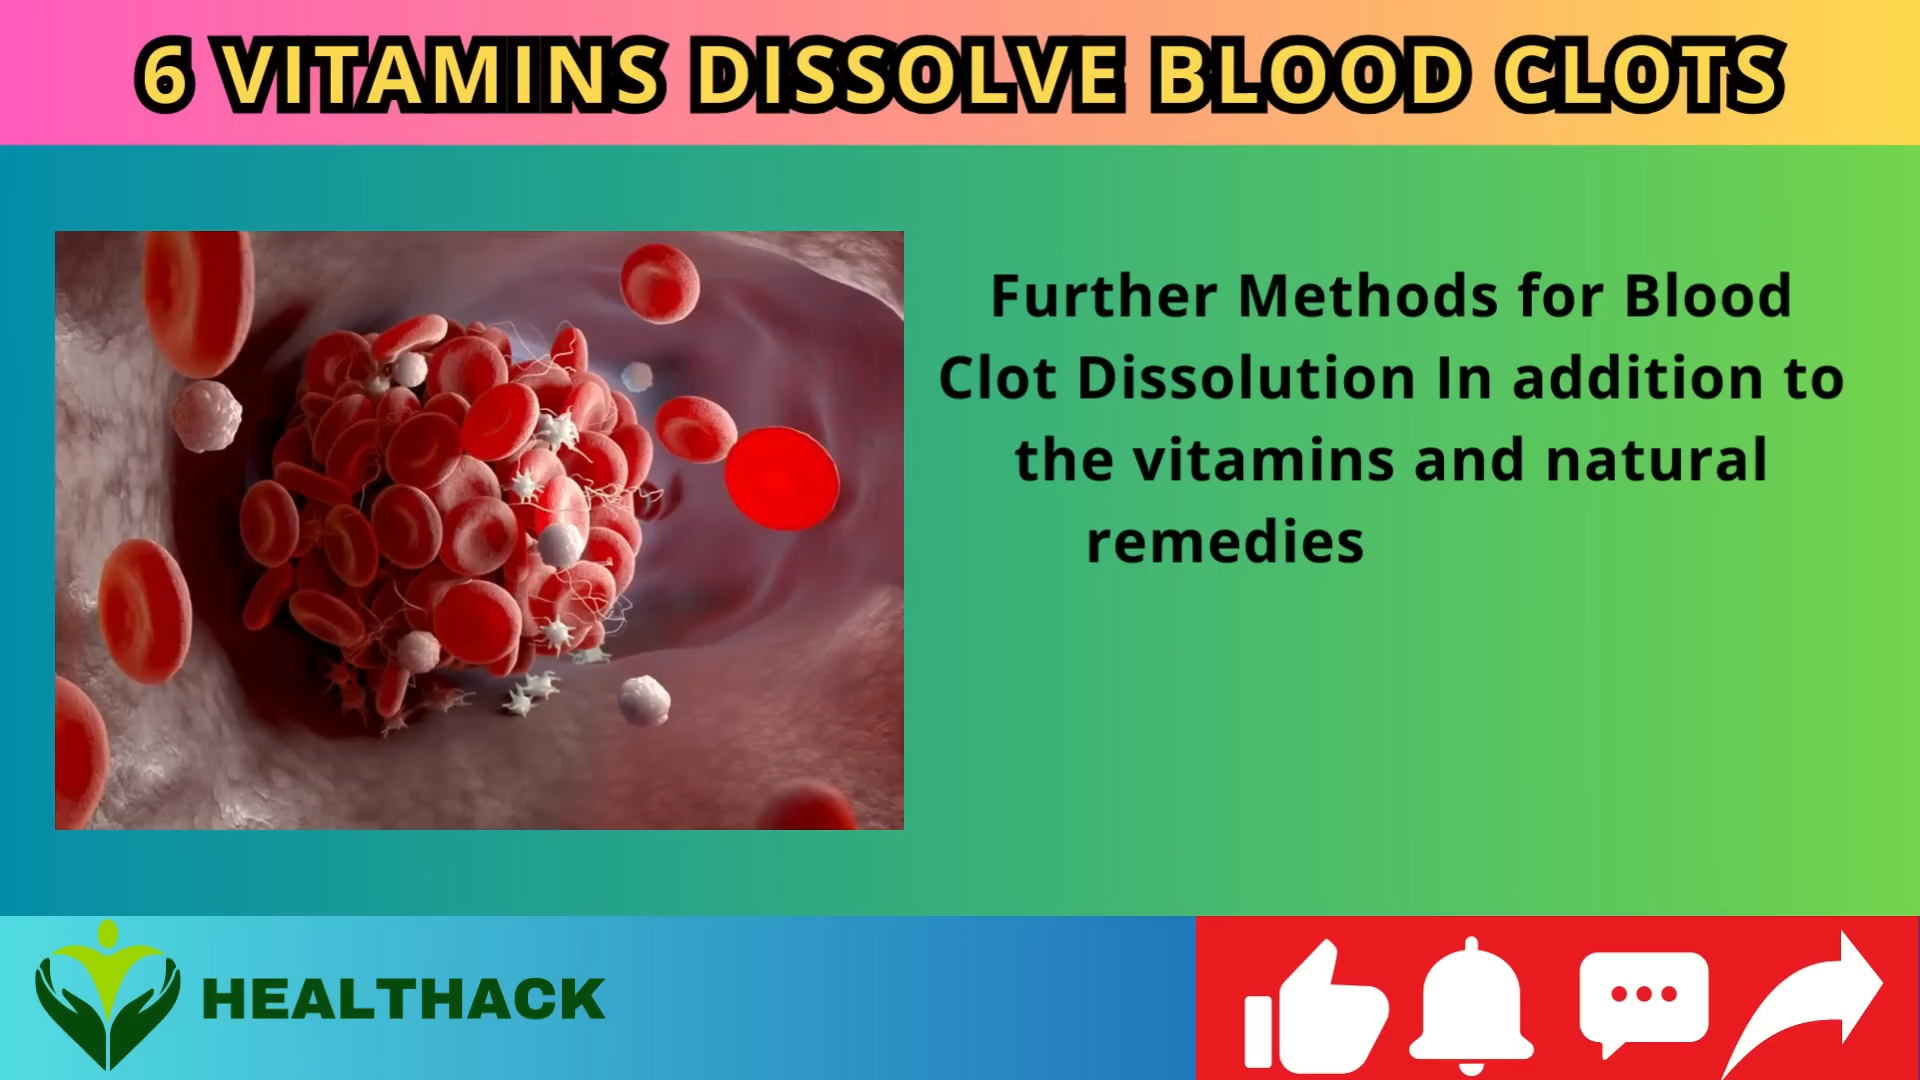 6 VITAMINS DISSOLVE BLOOD CLOTS
Further Methods for Blood
Clot Dissolution In addition to
the vitamins and natural
remedies
HEALTHACK